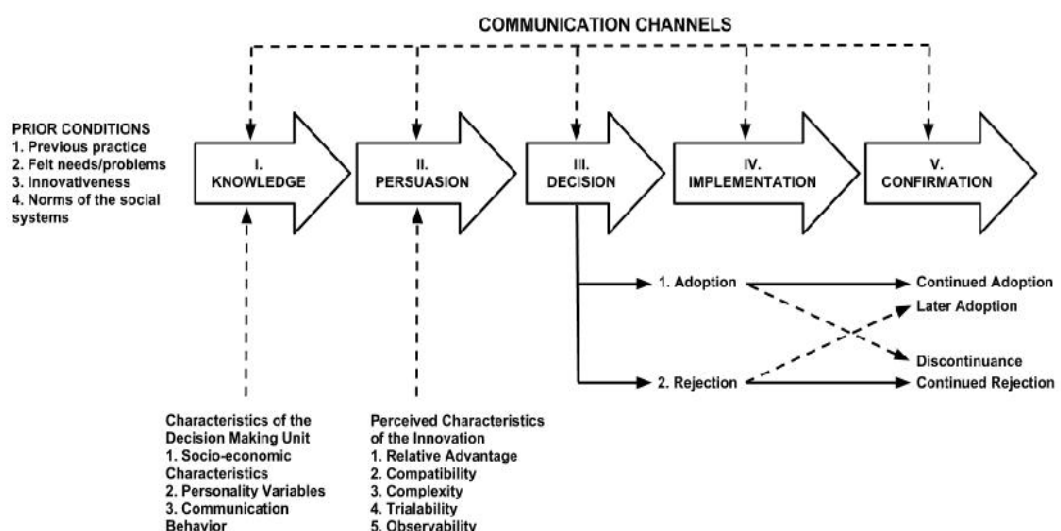 COMMUNICATION CHANNELS
PRIOR CONDITIONS
1. Previous practice
2. Felt needs/problems
3. Innovativeness
4. Norms of the social
systems
I.
KNOWLEDGE
II.
PERSUASION
III.
DECISION
IV.
IMPLEMENTATION
V.
CONFIRMATION
1. Adoption
Continued Adoption
Later Adoption
Discontinuance
2. Rejection
Continued Rejection
Characteristics of the
Decision Making Unit
1. Socio-economic
Characteristics
2. Personality Variables
3. Communication
Behavior
Perceived Characteristics
of the Innovation
1. Relative Advantage
2. Compatibility
3. Complexity
4. Trialability
5. Observability